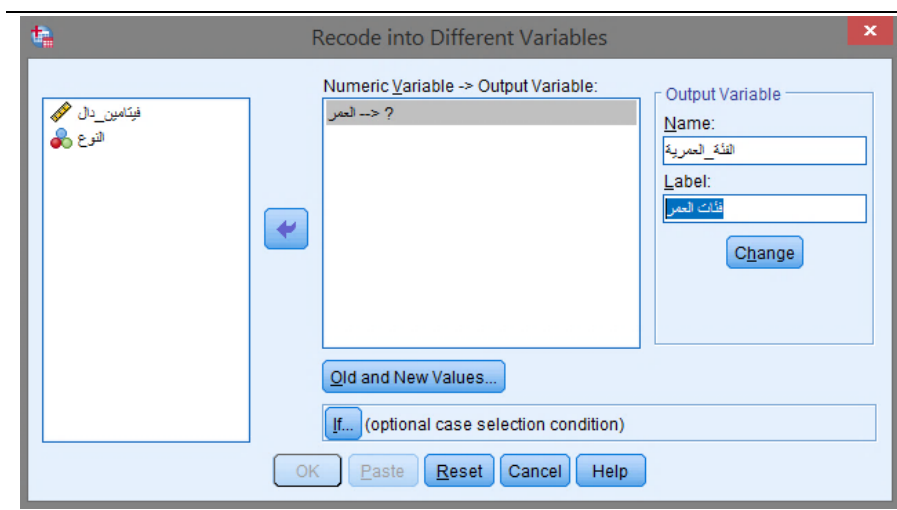 Recode into Different Variables
x
فيتامين_دال
النوع
Numeric Variable -> Output Variable:
العمر --> ?
Output Variable
Name:
الفئة_العمرية
Label:
فئات العمر
Change
Old and New Values...
If... (optional case selection condition)
OK Paste Reset Cancel Help